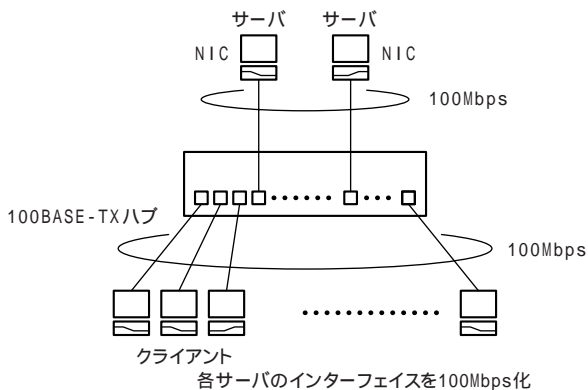 サーバ サーバ
NIC NIC
100Mbps
100BASE-TXハブ
100Mbps
クライアント
各サーバのインターフェイスを100Mbps化